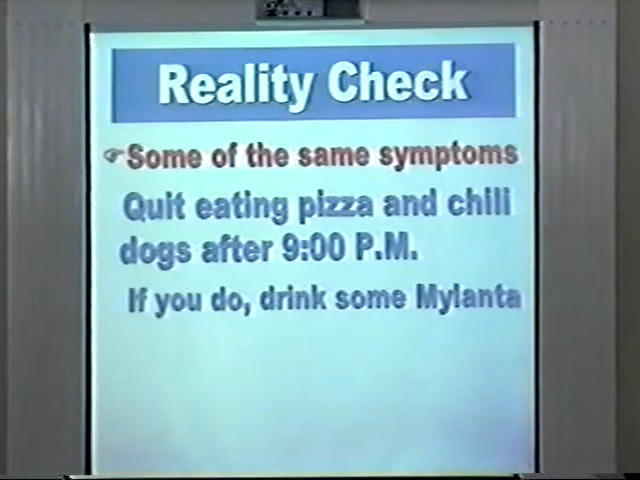 Reality Check
☞Some of the same symptoms
Quit eating pizza and chili
dogs after 9:00 P.M.
If you do, drink some Mylanta